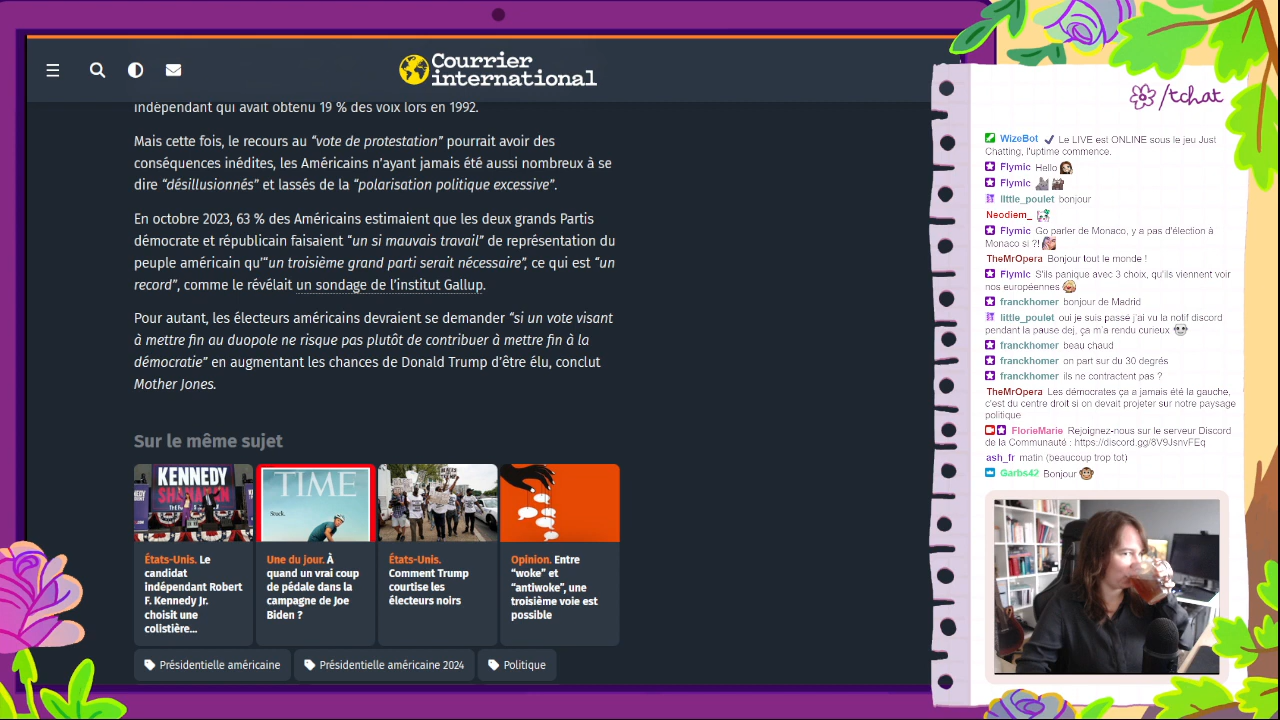 Courrier
international
indépendant qui avait obtenu 19 % des voix lors en 1992.
Mais cette fois, le recours au “vote de protestation” pourrait avoir des
conséquences inédites, les Américains n’ayant jamais été aussi nombreux à se
dire “désillusionnés” et lassés de la “polarisation politique excessive”.
En octobre 2023, 63 % des Américains estimaient que les deux grands Partis
démocrate et républicain faisaient “un si mauvais travail” de représentation du
peuple américain qu’“un troisième grand parti serait nécessaire”, ce qui est “un
record”, comme le révélait un sondage de l’institut Gallup.
Pour autant, les électeurs américains devraient se demander “si un vote visant
à mettre fin au duopole ne risque pas plutôt de contribuer à mettre fin à la
démocratie” en augmentant les chances de Donald Trump d’être élu, conclut
Mother Jones.
Sur le même sujet
KENNEDY
SHANAHAN
TIME
États-Unis. Le
candidat
indépendant Robert
F. Kennedy Jr.
choisit une
colistière...
Une du jour. À
quand un vrai coup
de pédale dans la
campagne de Joe
Biden ?
États-Unis.
Comment Trump
courtise les
électeurs noirs
Opinion. Entre
“woke” et
“antiwoke”, une
troisième voie est
possible
Présidentielle américaine
Présidentielle américaine 2024
Politique
/tchat
WizeBot Le LIVE est ONLINE sous le jeu Just
Chatting, l'uptime commence.
Flymic Hello
Flymic
little_poulet bonjour
Neodiem_
Flymic Go parler de Monaco, y a pas d'élection à
Monaco si ?!
TheMrOpera Bonjour tout le monde !
Flymic S'ils panique avec 3 choix, qu'ils viennent voir
nos européennes
franckhomer bonjour de Madrid
little_poulet oui je suis passé j'ai vu la notif discord
pendant la pause dej, ça m'a rendu curieux
franckhomer beau chaud
franckhomer on part sur du 30 degrés
franckhomer ils ne contractent pas ?
TheMrOpera Les démocrates ça a jamais été la gauche,
c'est du centre droit si on devait projeter sur notre paysage
politique
FlorieMarie Rejoignez-nous sur le serveur Discord
de la Communauté : https://discord.gg/8V9JsnvFEq
ash_fr matin (beaucoup trop tot)
Garbs42 Bonjour